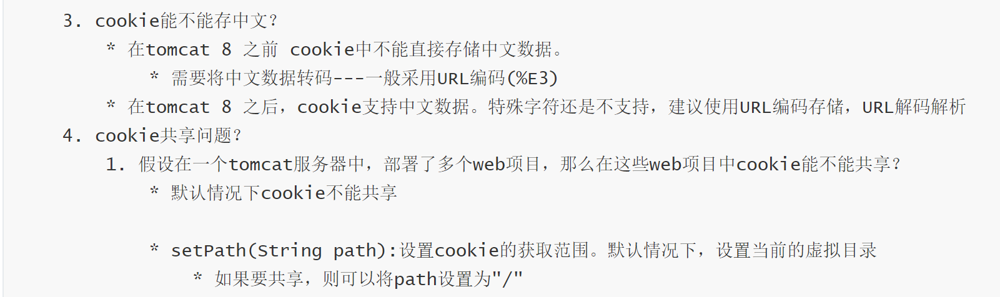 3. cookie能不能存中文？
* 在tomcat 8 之前 cookie中不能直接存储中文数据。
* 需要将中文数据转码---一般采用URL编码(%E3)
* 在tomcat 8 之后，cookie支持中文数据。特殊字符还是不支持，建议使用URL编码存储，URL解码解析
4. cookie共享问题？
1. 假设在一个tomcat服务器中，部署了多个web项目，那么在这些web项目中cookie能不能共享？
* 默认情况下cookie不能共享
* setPath(String path):设置cookie的获取范围。默认情况下，设置当前的虚拟目录
* 如果要共享，则可以将path设置为"/"